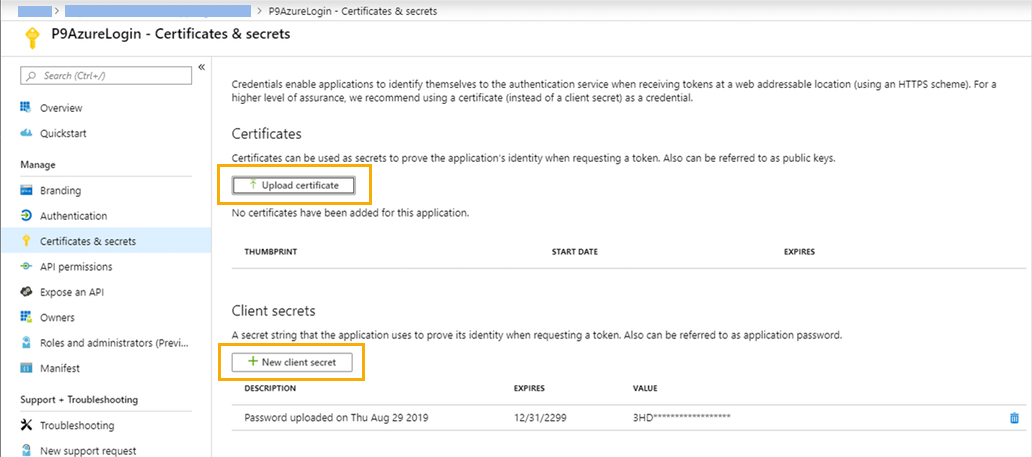 P9AzureLogin - Certificates & secrets
P9AzureLogin - Certificates & secrets
Search (Ctrl+/)
Overview
Quickstart
Manage
Branding
Authentication
Certificates & secrets
API permissions
Expose an API
Owners
Roles and administrators (Previ...
Manifest
Support + Troubleshooting
Troubleshooting
New support request
Credentials enable applications to identify themselves to the authentication service when receiving tokens at a web addressable location (using an HTTPS scheme). For a
higher level of assurance, we recommend using a certificate (instead of a client secret) as a credential.
Certificates
Certificates can be used as secrets to prove the application's identity when requesting a token. Also can be referred to as public keys.
Upload certificate
No certificates have been added for this application.
THUMBPRINT START DATE EXPIRES
Client secrets
A secret string that the application uses to prove its identity when requesting a token. Also can be referred to as application password.
New client secret
DESCRIPTION EXPIRES VALUE
Password uploaded on Thu Aug 29 2019 12/31/2299 3HD******************